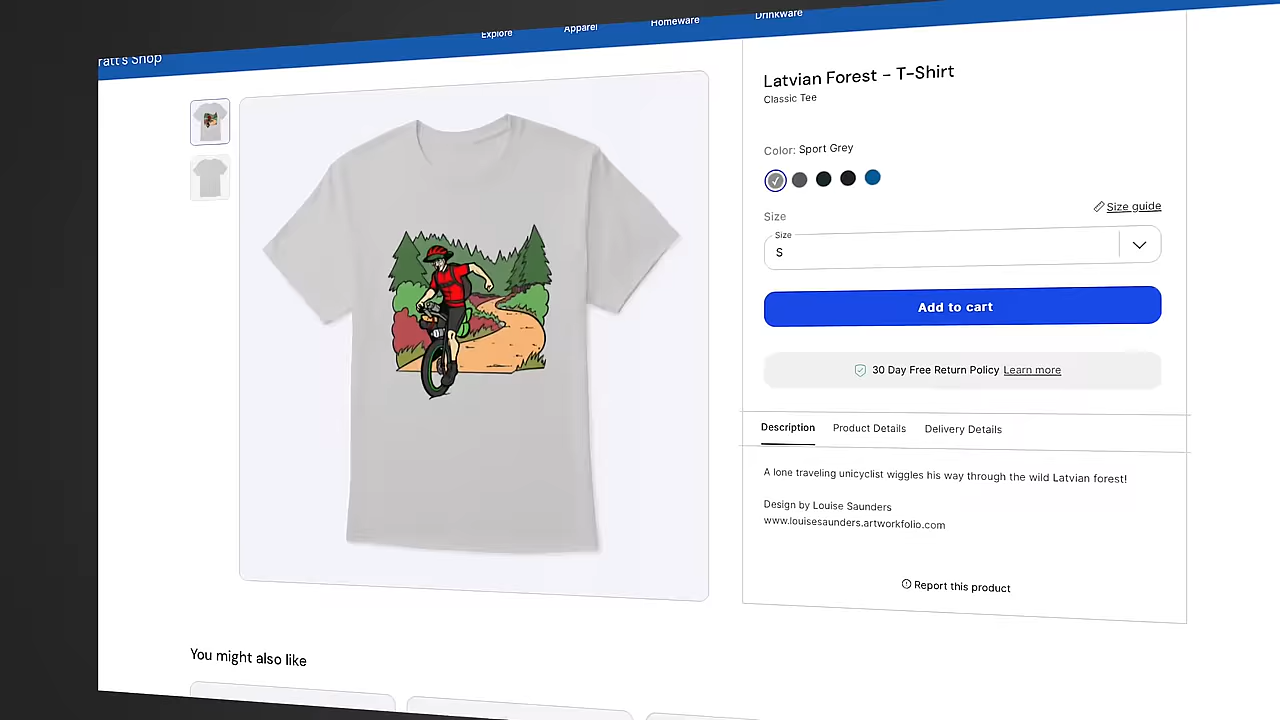 Explore
Apparel
Homeware
Drinkware
ratt's Shop
Latvian Forest - T-Shirt
Classic Tee
Color: Sport Grey
Size guide
Size
Size
S
Add to cart
30 Day Free Return Policy Learn more
Description
Product Details
Delivery Details
A lone traveling unicyclist wiggles his way through the wild Latvian forest!
Design by Louise Saunders
www.louisesaunders.artworkfolio.com
Report this product
You might also like